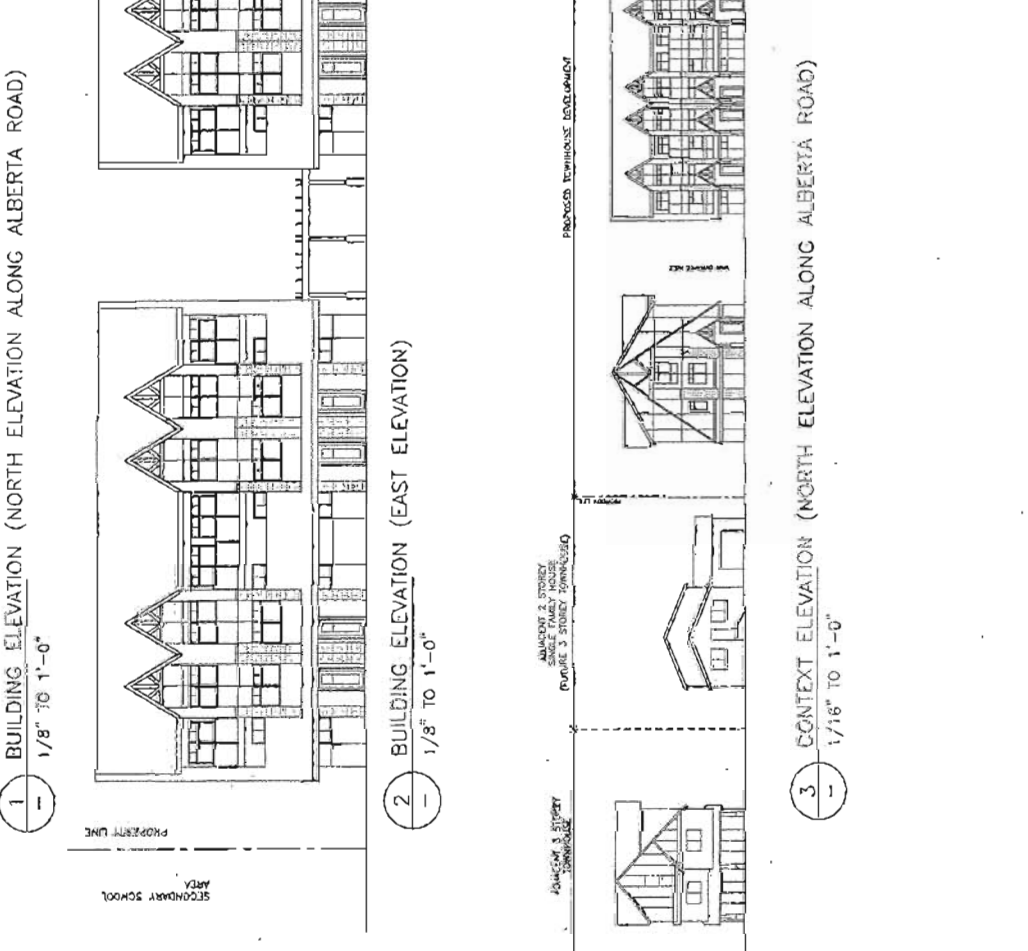 1
–
BUILDING ELEVATION (NORTH ELEVATION ALONG ALBERTA ROAD)
1/8" TO 1'-0"
PROPERTY LINE
SECONDARY SCHOOL
AREA
2
–
BUILDING ELEVATION (EAST ELEVATION)
1/8" TO 1'-0"
ADJACENT 3 STOREY
TOWNHOUSE
ADJACENT 2 STOREY
SINGLE FAMILY HOUSE
(FUTURE 3 STOREY TOWNHOUSE)
PROPERTY LINE
PROPOSED TOWNHOUSE DEVELOPMENT
3
–
CONTEXT ELEVATION (NORTH ELEVATION ALONG ALBERTA ROAD)
1/16" TO 1'-0"